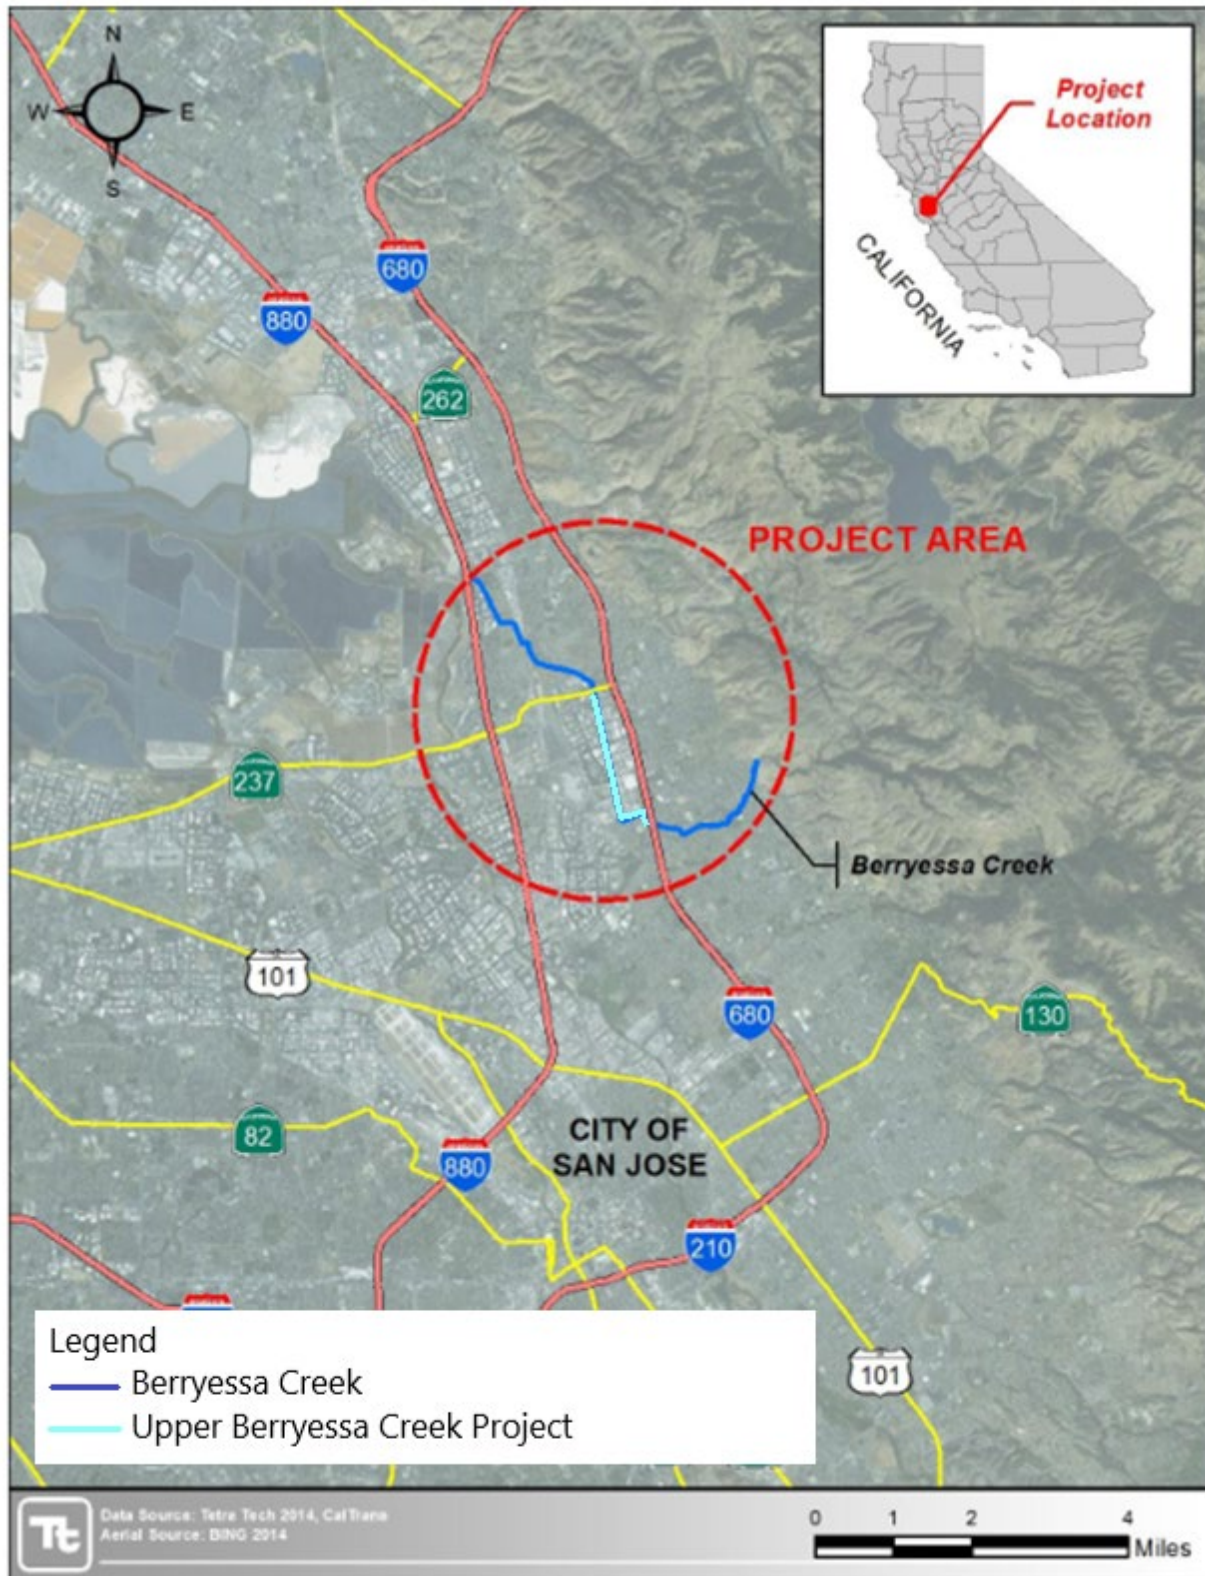 N
W
E
S
Project
Location
CALIFORNIA
680
880
262
PROJECT AREA
237
Berryessa Creek
101
680
130
82
CITY OF
SAN JOSE
880
210
101
Legend
Berryessa Creek
Upper Berryessa Creek Project
Tt
Data Source: Tetra Tech 2014, CalTrans
Aerial Source: BING 2014
0 1 2 4
Miles